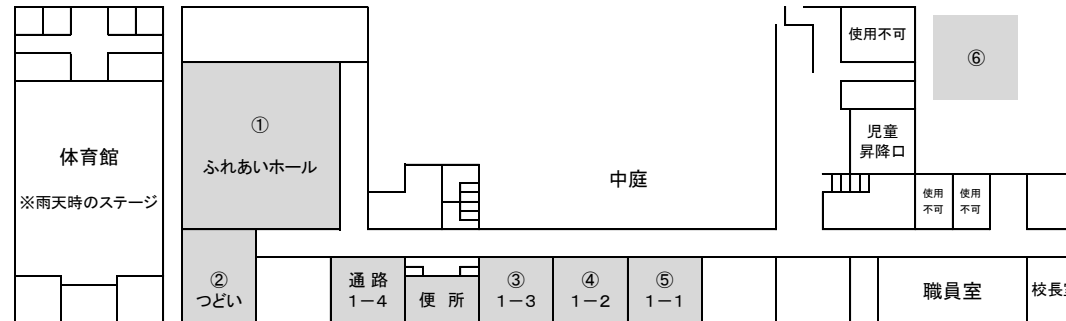 使用不可
⑥
①
ふれあいホール
体育館
※雨天時のステージ
児童
昇降口
中庭
使用
不可
使用
不可
②
つどい
通 路
1－4
便 所
③
1－3
④
1－2
⑤
1－1
職員室
校長